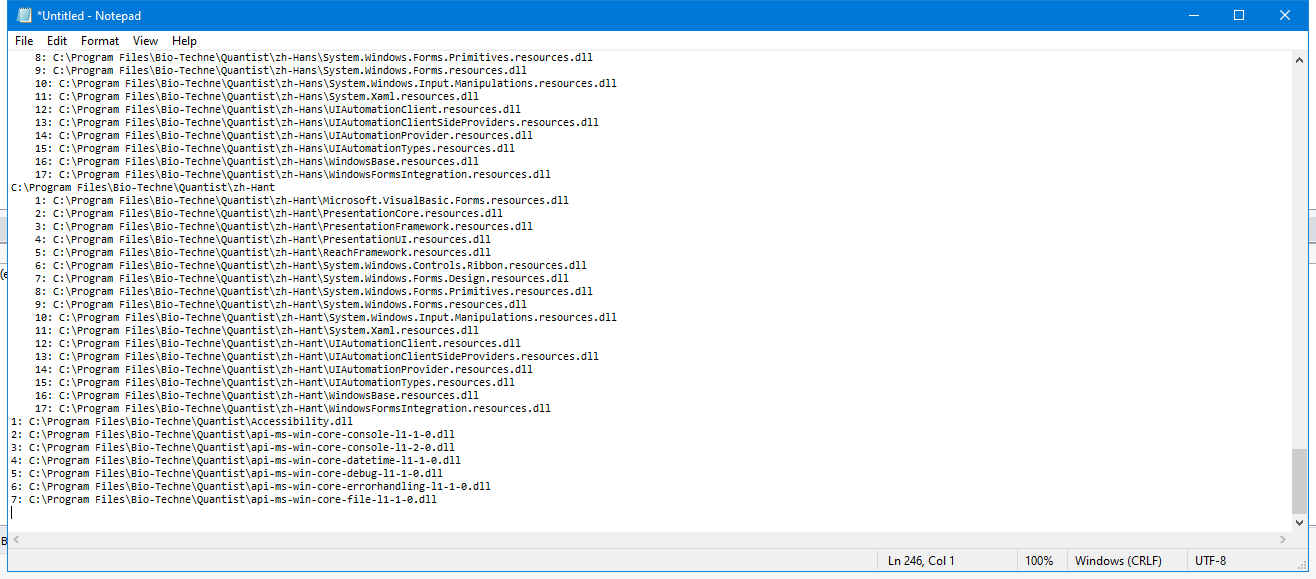 *Untitled - Notepad
File Edit Format View Help
8: C:\Program Files\Bio-Techne\Quantist\zh-Hans\System.Windows.Forms.Primitives.resources.dll
9: C:\Program Files\Bio-Techne\Quantist\zh-Hans\System.Windows.Forms.resources.dll
10: C:\Program Files\Bio-Techne\Quantist\zh-Hans\System.Windows.Input.Manipulations.resources.dll
11: C:\Program Files\Bio-Techne\Quantist\zh-Hans\System.Xaml.resources.dll
12: C:\Program Files\Bio-Techne\Quantist\zh-Hans\UIAutomationClient.resources.dll
13: C:\Program Files\Bio-Techne\Quantist\zh-Hans\UIAutomationClientSideProviders.resources.dll
14: C:\Program Files\Bio-Techne\Quantist\zh-Hans\UIAutomationProvider.resources.dll
15: C:\Program Files\Bio-Techne\Quantist\zh-Hans\UIAutomationTypes.resources.dll
16: C:\Program Files\Bio-Techne\Quantist\zh-Hans\WindowsBase.resources.dll
17: C:\Program Files\Bio-Techne\Quantist\zh-Hans\WindowsFormsIntegration.resources.dll
C:\Program Files\Bio-Techne\Quantist\zh-Hant
1: C:\Program Files\Bio-Techne\Quantist\zh-Hant\Microsoft.VisualBasic.Forms.resources.dll
2: C:\Program Files\Bio-Techne\Quantist\zh-Hant\PresentationCore.resources.dll
3: C:\Program Files\Bio-Techne\Quantist\zh-Hant\PresentationFramework.resources.dll
4: C:\Program Files\Bio-Techne\Quantist\zh-Hant\PresentationUI.resources.dll
5: C:\Program Files\Bio-Techne\Quantist\zh-Hant\ReachFramework.resources.dll
6: C:\Program Files\Bio-Techne\Quantist\zh-Hant\System.Windows.Controls.Ribbon.resources.dll
7: C:\Program Files\Bio-Techne\Quantist\zh-Hant\System.Windows.Forms.Design.resources.dll
8: C:\Program Files\Bio-Techne\Quantist\zh-Hant\System.Windows.Forms.Primitives.resources.dll
9: C:\Program Files\Bio-Techne\Quantist\zh-Hant\System.Windows.Forms.resources.dll
10: C:\Program Files\Bio-Techne\Quantist\zh-Hant\System.Windows.Input.Manipulations.resources.dll
11: C:\Program Files\Bio-Techne\Quantist\zh-Hant\System.Xaml.resources.dll
12: C:\Program Files\Bio-Techne\Quantist\zh-Hant\UIAutomationClient.resources.dll
13: C:\Program Files\Bio-Techne\Quantist\zh-Hant\UIAutomationClientSideProviders.resources.dll
14: C:\Program Files\Bio-Techne\Quantist\zh-Hant\UIAutomationProvider.resources.dll
15: C:\Program Files\Bio-Techne\Quantist\zh-Hant\UIAutomationTypes.resources.dll
16: C:\Program Files\Bio-Techne\Quantist\zh-Hant\WindowsBase.resources.dll
17: C:\Program Files\Bio-Techne\Quantist\zh-Hant\WindowsFormsIntegration.resources.dll
1: C:\Program Files\Bio-Techne\Quantist\Accessibility.dll
2: C:\Program Files\Bio-Techne\Quantist\api-ms-win-core-console-l1-1-0.dll
3: C:\Program Files\Bio-Techne\Quantist\api-ms-win-core-console-l1-2-0.dll
4: C:\Program Files\Bio-Techne\Quantist\api-ms-win-core-datetime-l1-1-0.dll
5: C:\Program Files\Bio-Techne\Quantist\api-ms-win-core-debug-l1-1-0.dll
6: C:\Program Files\Bio-Techne\Quantist\api-ms-win-core-errorhandling-l1-1-0.dll
7: C:\Program Files\Bio-Techne\Quantist\api-ms-win-core-file-l1-1-0.dll
Ln 246, Col 1 100% Windows (CRLF) UTF-8